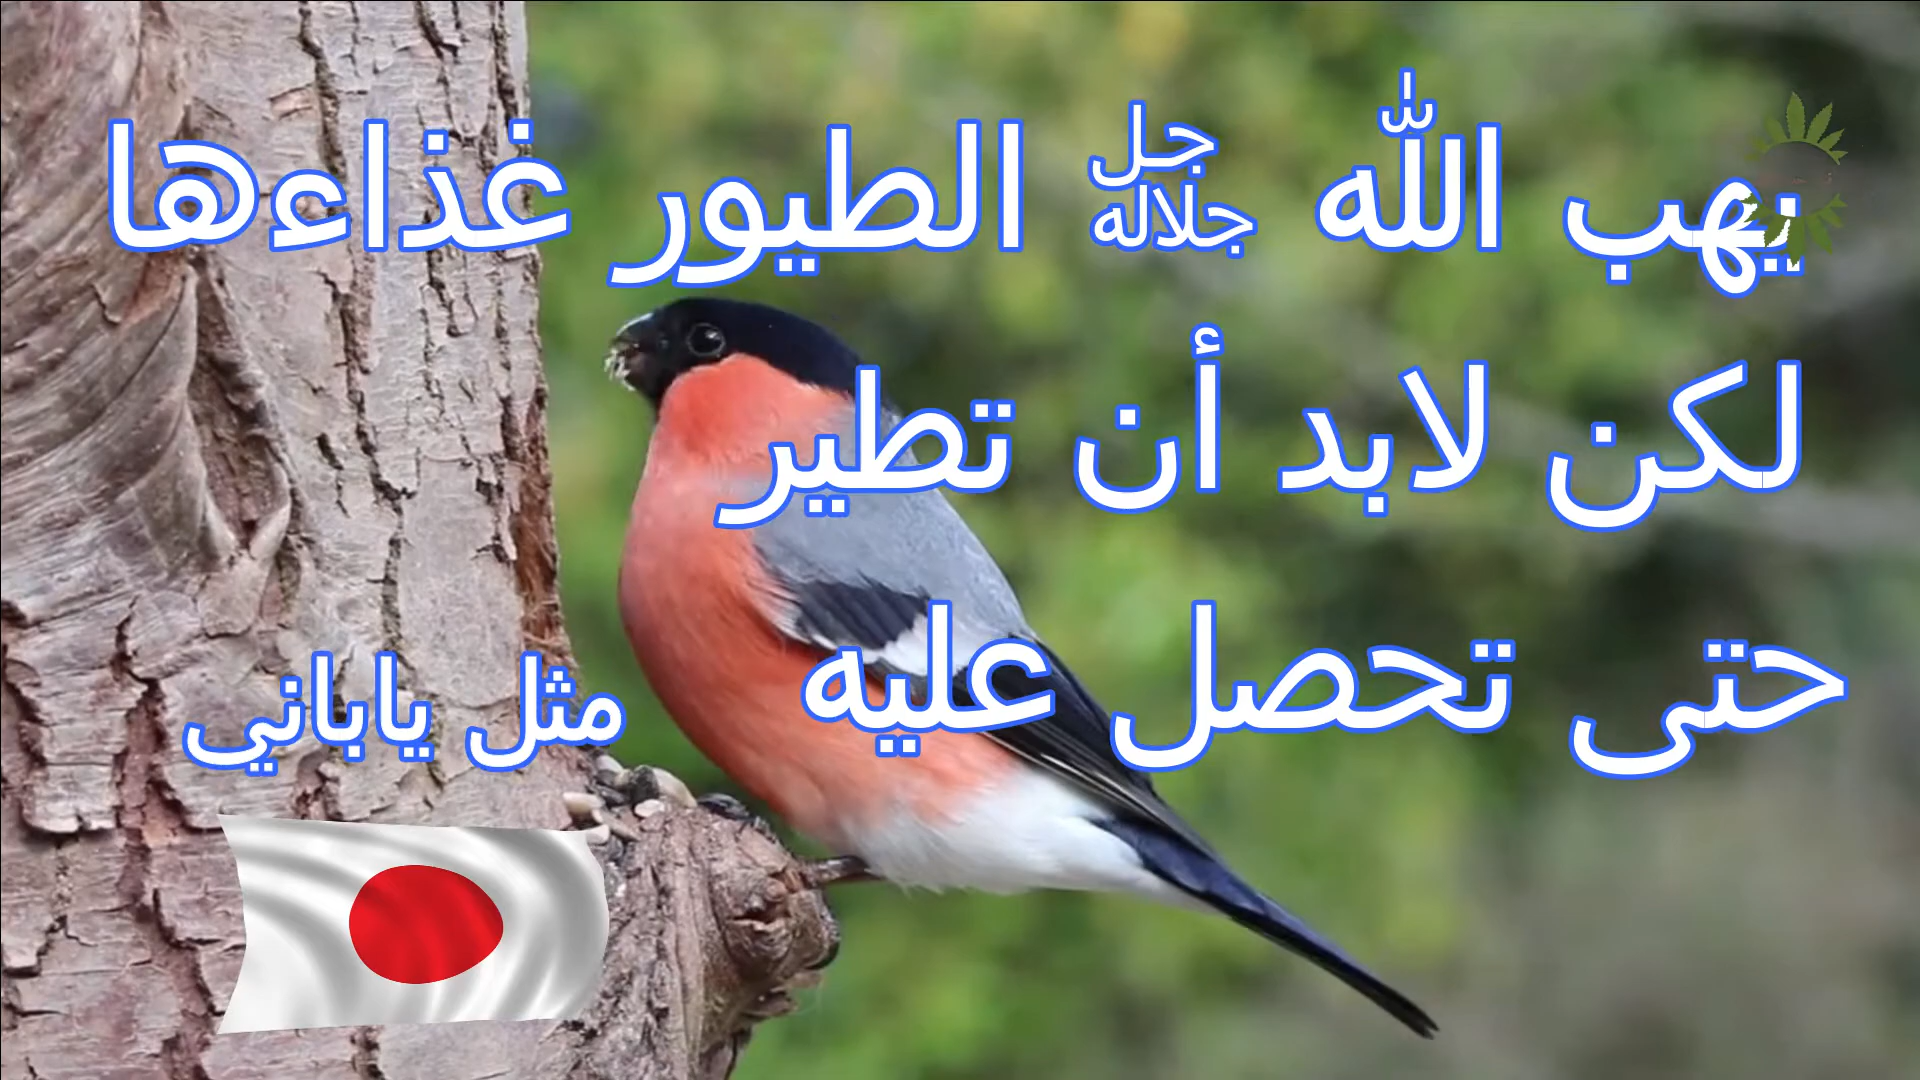 يهب الله جل جلاله الطيور غذاءها
لكن لابد أن تطير
حتى تحصل عليه
مثل ياباني